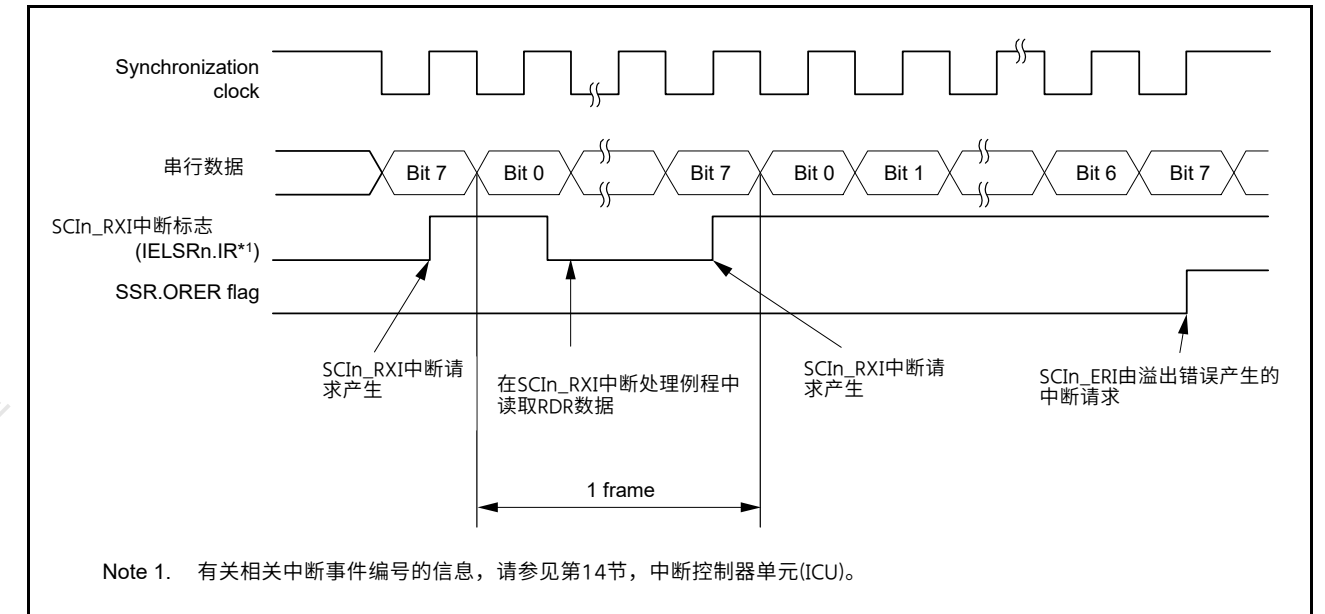 Synchronization
clock
串行数据
Bit 7 Bit 0 Bit 7 Bit 0 Bit 1 Bit 6 Bit 7
SCIn_RXI中断标志
(IELSRn.IR*1)
SSR.ORER flag
SCIn_RXI中断请
求产生
在SCIn_RXI中断处理例程中
读取RDR数据
SCIn_RXI中断请
求产生
SCIn_ERI由溢出错误产生的
中断请求
1 frame
Note 1. 有关相关中断事件编号的信息，请参见第14节，中断控制器单元(ICU)。